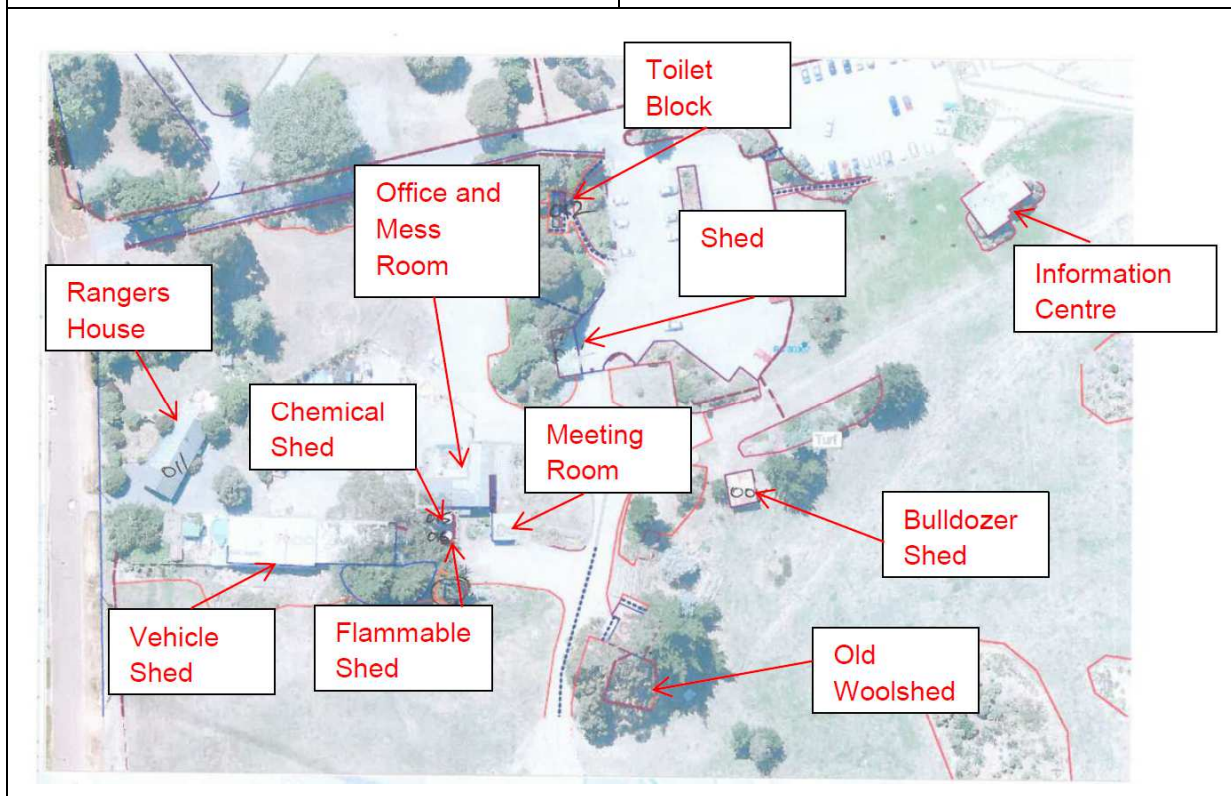 Toilet
Block
Office and
Mess
Room
Shed
Information
Centre
Rangers
House
Chemical
Shed
Meeting
Room
Turf
011
Bulldozer
Shed
Vehicle
Shed
Flammable
Shed
Old
Woolshed